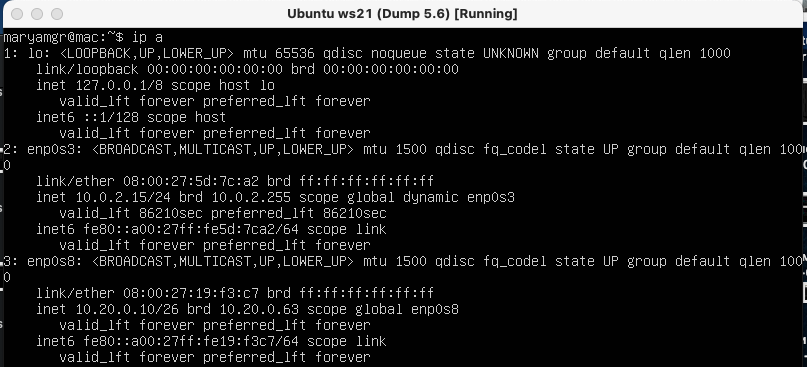 Ubuntu ws21 (Dump 5.6) [Running]
maryamgr@mac:~$ ip a
1: lo: <LOOPBACK,UP,LOWER_UP> mtu 65536 qdisc noqueue state UNKNOWN group default qlen 1000
    link/loopback 00:00:00:00:00:00 brd 00:00:00:00:00:00
    inet 127.0.0.1/8 scope host lo
       valid_lft forever preferred_lft forever
    inet6 ::1/128 scope host
       valid_lft forever preferred_lft forever
2: enp0s3: <BROADCAST,MULTICAST,UP,LOWER_UP> mtu 1500 qdisc fq_codel state UP group default qlen 100
0
    link/ether 08:00:27:5d:7c:a2 brd ff:ff:ff:ff:ff:ff
    inet 10.0.2.15/24 brd 10.0.2.255 scope global dynamic enp0s3
       valid_lft 86210sec preferred_lft 86210sec
    inet6 fe80::a00:27ff:fe5d:7ca2/64 scope link
       valid_lft forever preferred_lft forever
3: enp0s8: <BROADCAST,MULTICAST,UP,LOWER_UP> mtu 1500 qdisc fq_codel state UP group default qlen 100
0
    link/ether 08:00:27:19:f3:c7 brd ff:ff:ff:ff:ff:ff
    inet 10.20.0.10/26 brd 10.20.0.63 scope global enp0s8
       valid_lft forever preferred_lft forever
    inet6 fe80::a00:27ff:fe19:f3c7/64 scope link
       valid_lft forever preferred_lft forever